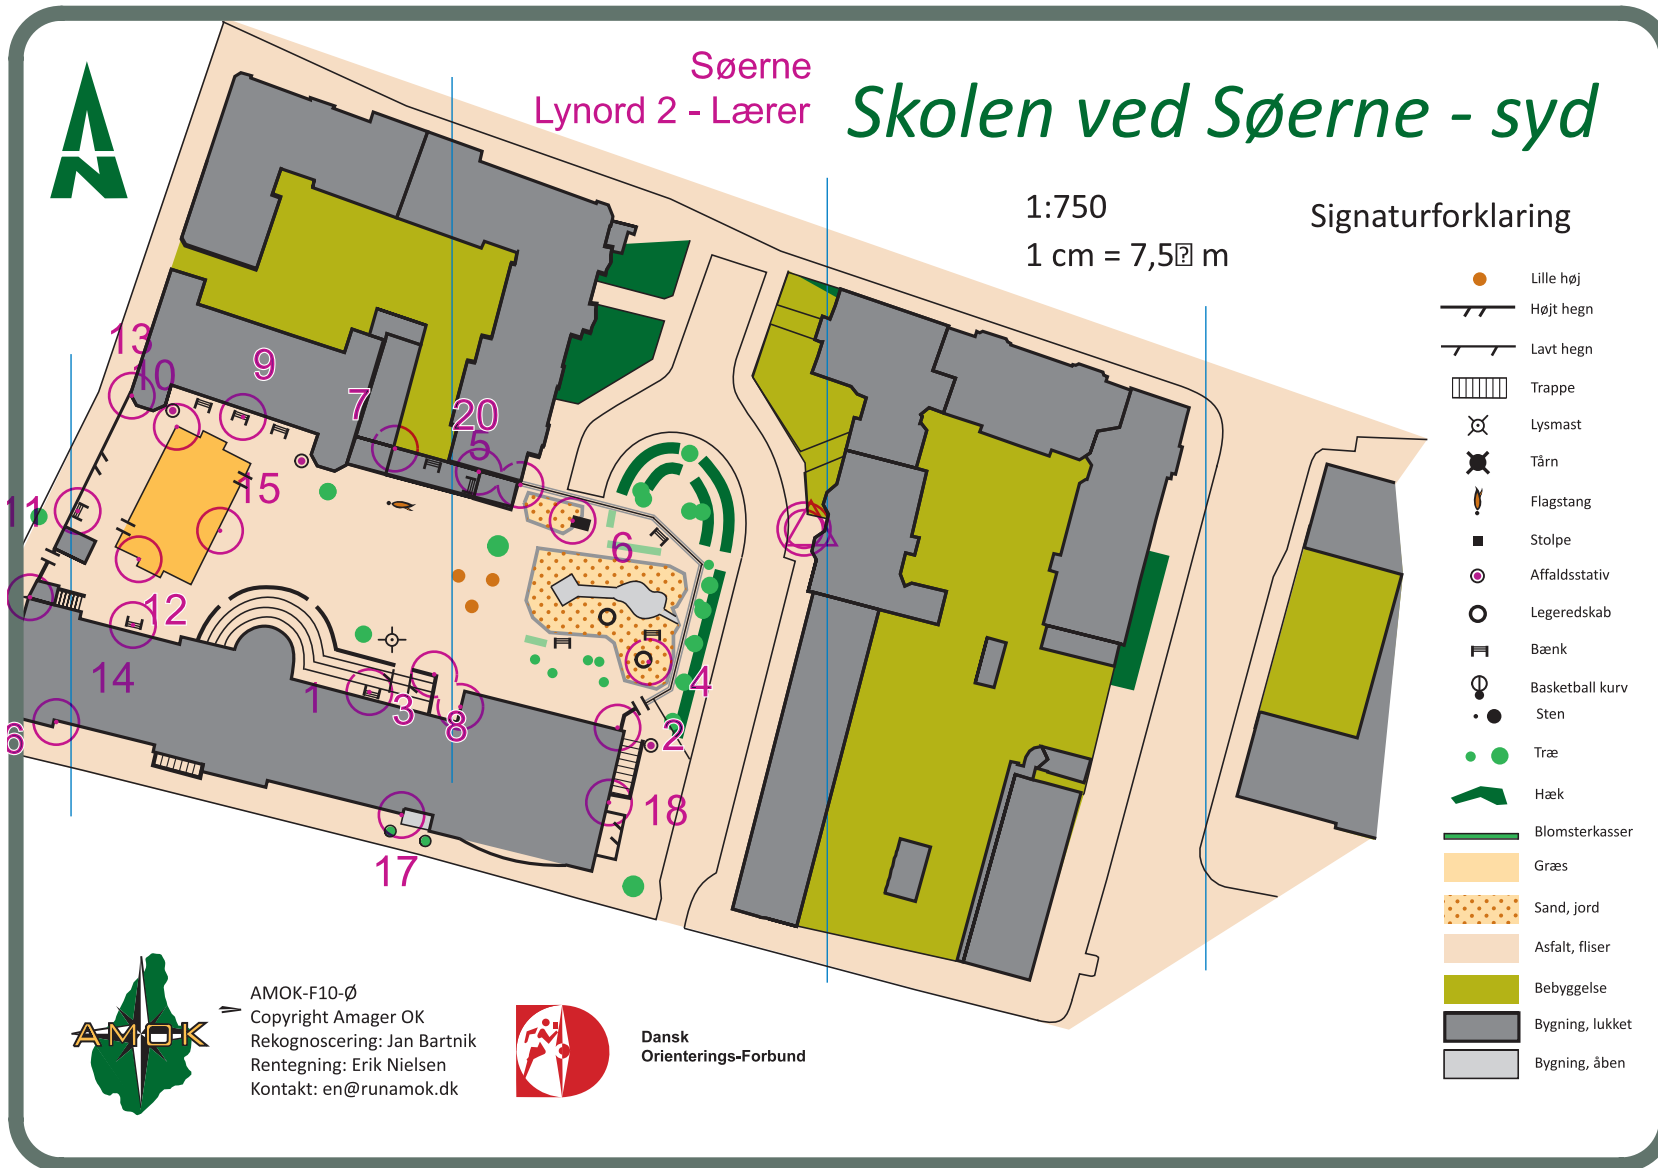 Søerne
Lynord 2 - Lærer
Skolen ved Søerne - syd
1:750
1 cm = 7,5⍰ m
Signaturforklaring
Lille høj
Højt hegn
Lavt hegn
Trappe
Lysmast
Tårn
Flagstang
Stolpe
Affaldsstativ
Legeredskab
Bænk
Basketball kurv
Sten
Træ
Hæk
Blomsterkasser
Græs
Sand, jord
Asfalt, fliser
Bebyggelse
Bygning, lukket
Bygning, åben
13
10
9
7
20
5
15
11
6
12
14
1
3
8
4
2
6
18
17
N
AMOK
AMOK-F10-Ø
Copyright Amager OK
Rekognoscering: Jan Bartnik
Rentegning: Erik Nielsen
Kontakt: en@runamok.dk
Dansk
Orienterings-Forbund